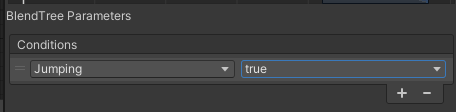 BlendTree Parameters
Conditions
Jumping true
+ −